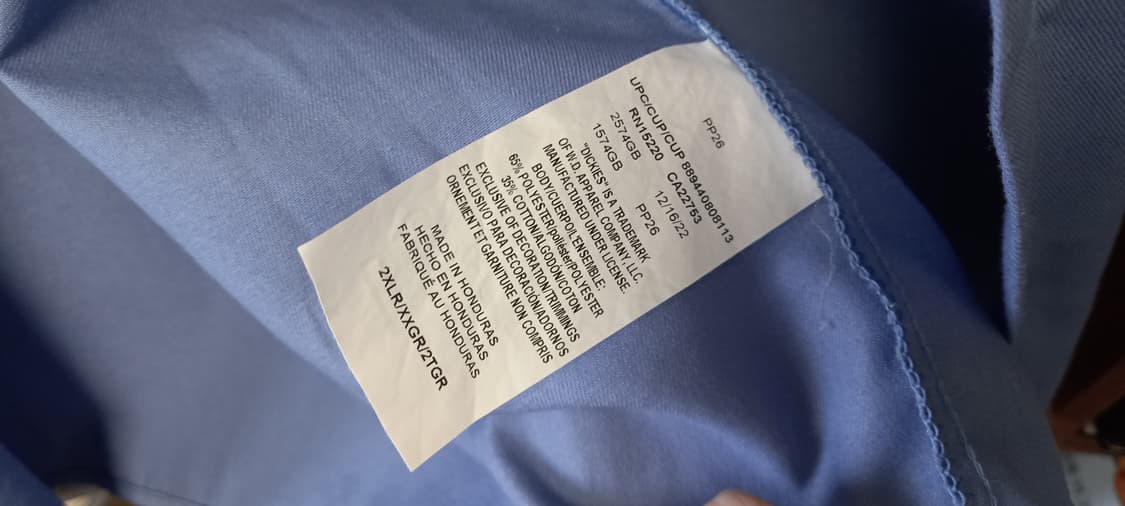 PP26
UPC/CUP/CUP 889440808113
RN15220 CA22753
2574GB 12/16/22
1574GB PP26
"DICKIES" IS A TRADEMARK
OF W.D. APPAREL COMPANY, LLC.
MANUFACTURED UNDER LICENSE.
BODY/CUERPO/L'ENSEMBLE:
65% POLYESTER/poliéster/POLYESTER
35% COTTON/ALGODÓN/COTON
EXCLUSIVE OF DECORATION/TRIMMINGS
EXCLUSIVO PARA DECORACIÓN/ADORNOS
ORNEMENT ET GARNITURE NON COMPRIS
MADE IN HONDURAS
HECHO EN HONDURAS
FABRIQUÉ AU HONDURAS
2XLR/XXGR/2TGR